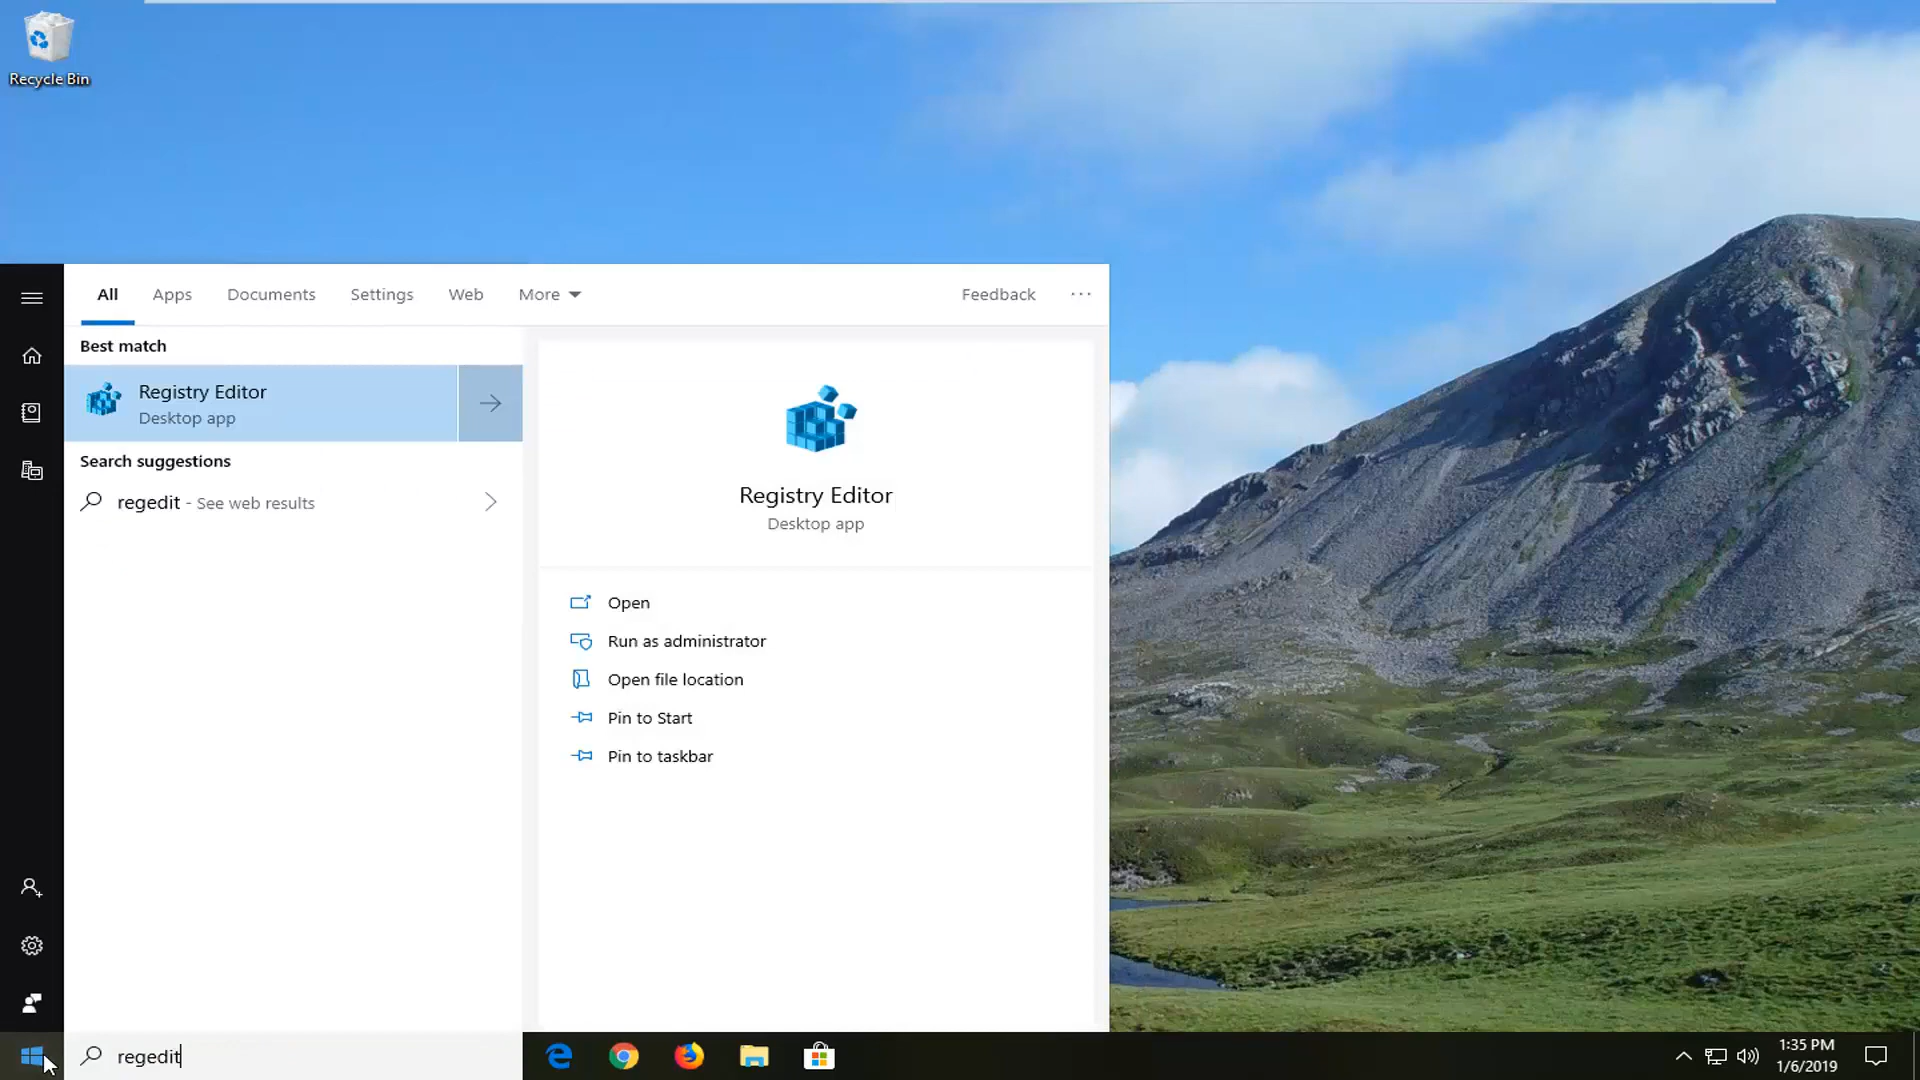 Recycle Bin
All Apps Documents Settings Web More Feedback ...
Best match
Registry Editor
Desktop app
Search suggestions
regedit - See web results
Registry Editor
Desktop app
Open
Run as administrator
Open file location
Pin to Start
Pin to taskbar
regedit
1:35 PM
1/6/2019